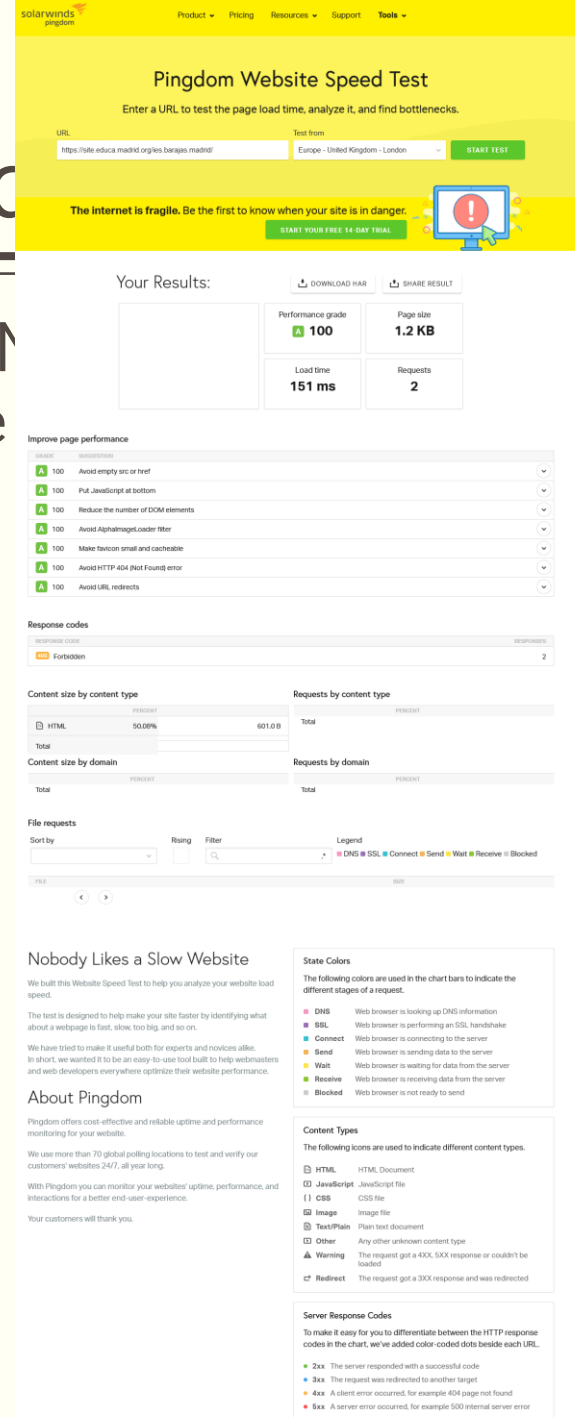 solarwinds
pingdom
Product Pricing Resources Support Tools
Pingdom Website Speed Test
Enter a URL to test the page load time, analyze it, and find bottlenecks.
URL
Test from
https://site.educa.madrid.org/ies.barajas.madrid/
Europe - United Kingdom - London
START TEST
The internet is fragile. Be the first to know when your site is in danger.
START YOUR FREE 14-DAY TRIAL
Your Results:
DOWNLOAD HAR
SHARE RESULT
Performance grade
A 100
Page size
1.2 KB
Load time
151 ms
Requests
2
Improve page performance
GRADE SUGGESTION
A 100 Avoid empty src or href
A 100 Put JavaScript at bottom
A 100 Reduce the number of DOM elements
A 100 Avoid AlphaImageLoader filter
A 100 Make favicon small and cacheable
A 100 Avoid HTTP 404 (Not Found) error
A 100 Avoid URL redirects
Response codes
RESPONSE CODE RESPONSES
403 Forbidden 2
Content size by content type
PERCENT
HTML 50.08% 601.0 B
Total
Requests by content type
PERCENT
Total
Content size by domain
PERCENT
Total
Requests by domain
PERCENT
Total
File requests
Sort by
Rising
Filter
.*
Legend
DNS SSL Connect Send Wait Receive Blocked
FILE SIZE
Nobody Likes a Slow Website
We built this Website Speed Test to help you analyze your website load
speed.
The test is designed to help make your site faster by identifying what
about a webpage is fast, slow, too big, and so on.
We have tried to make it useful both for experts and novices alike.
In short, we wanted it to be an easy-to-use tool built to help webmasters
and web developers everywhere optimize their website performance.
About Pingdom
Pingdom offers cost-effective and reliable uptime and performance
monitoring for your website.
We use more than 70 global polling locations to test and verify our
customers' websites 24/7, all year long.
With Pingdom you can monitor your websites' uptime, performance, and
interactions for a better end-user-experience.
Your customers will thank you.
State Colors
The following colors are used in the chart bars to indicate the
different stages of a request.
DNS Web browser is looking up DNS information
SSL Web browser is performing an SSL handshake
Connect Web browser is connecting to the server
Send Web browser is sending data to the server
Wait Web browser is waiting for data from the server
Receive Web browser is receiving data from the server
Blocked Web browser is not ready to send
Content Types
The following icons are used to indicate different content types.
HTML HTML Document
JavaScript JavaScript file
{ } CSS CSS file
Image Image file
Text/Plain Plain text document
Other Any other unknown content type
Warning The request got a 4XX, 5XX response or couldn't be
loaded
Redirect The request got a 3XX response and was redirected
Server Response Codes
To make it easy for you to differentiate between the HTTP response
codes in the chart, we've added color-coded dots beside each URL.
2xx The server responded with a successful code
3xx The request was redirected to another target
4xx A client error occurred, for example 404 page not found
5xx A server error occurred, for example 500 internal server error